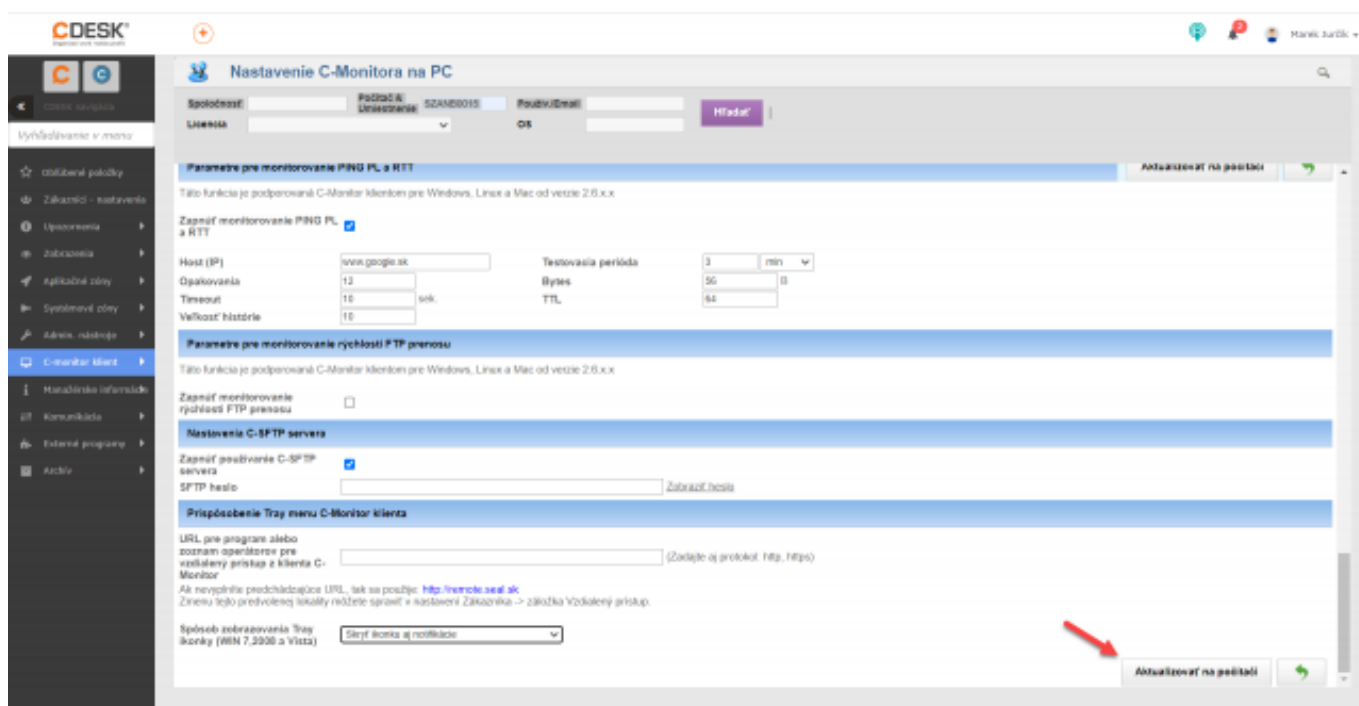 CDESK
2
Marek Jurčík
CDESK navigácia
Vyhľadávanie v menu
Obľúbené položky
Zákazníci - nastavenia
Upozornenia
Zobrazenia
Aplikačné zóny
Systémové zóny
Admin. nástroje
C-monitor klient
Manažérske informácie
Komunikácia
Externé programy
Archív
Nastavenie C-Monitora na PC
Spoločnosť
Počítač & Umiestnenie
Použív./Email
Hľadať
Licencia
OS
Parametre pre monitorovanie PING PL a RTT
Aktualizovať na počítači
Táto funkcia je podporovaná C-Monitor klientom pre Windows, Linux a Mac od verzie 2.6.x.x
Zapnúť monitorovanie PING PL
a RTT
Host (IP) www.google.sk Testovacia perióda 3 min
Opakovania 12 Bytes 56 B
Timeout 10 sek. TTL 64
Veľkosť histórie 10
Parametre pre monitorovanie rýchlosti FTP prenosu
Táto funkcia je podporovaná C-Monitor klientom pre Windows, Linux a Mac od verzie 2.6.x.x
Zapnúť monitorovanie
rýchlosti FTP prenosu
Nastavenia C-SFTP servera
Zapnúť používanie C-SFTP
servera
SFTP heslo Zobraziť heslo
Prispôsobenie Tray menu C-Monitor klienta
URL pre program alebo
zoznam operátorov pre
vzdialený prístup z klienta C-
Monitor
(Zadajte aj protokol: http, https)
Ak nevyplníte predchádzajúce URL, tak sa použije: http://remote.seal.sk
Zmenu tejto predvolenej lokality môžete spraviť v nastavení Zákazníka -> záložka Vzdialený prístup.
Spôsob zobrazovania Tray
ikonky (WIN 7,2008 a Vista)
Skryť ikonku aj notifikácie
Aktualizovať na počítači